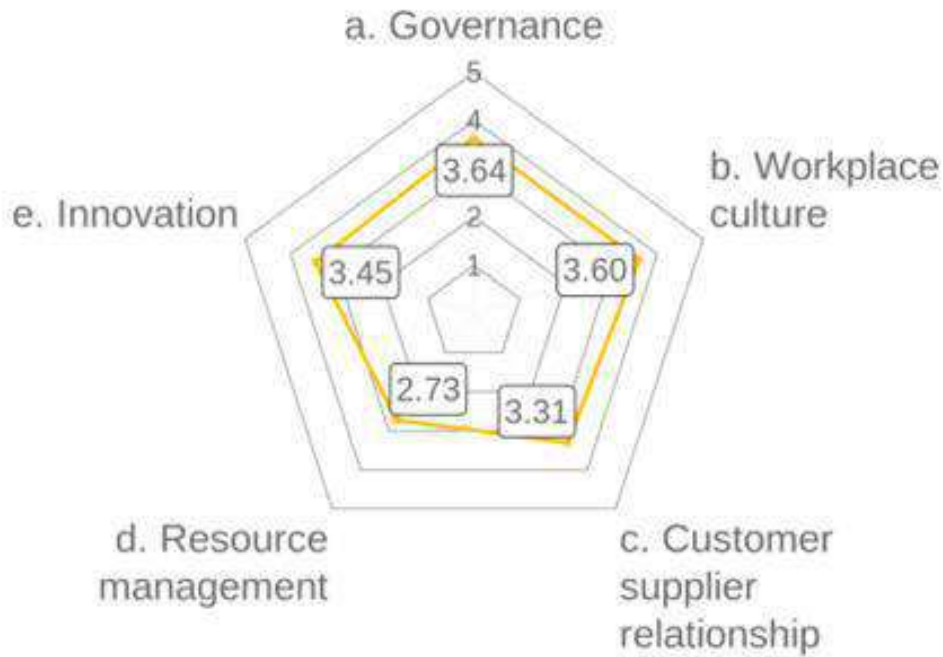 a. Governance
5
4
3.64
b. Workplace
culture
e. Innovation
2
1
3.45
3.60
2.73
3.31
d. Resource
management
c. Customer
supplier
relationship